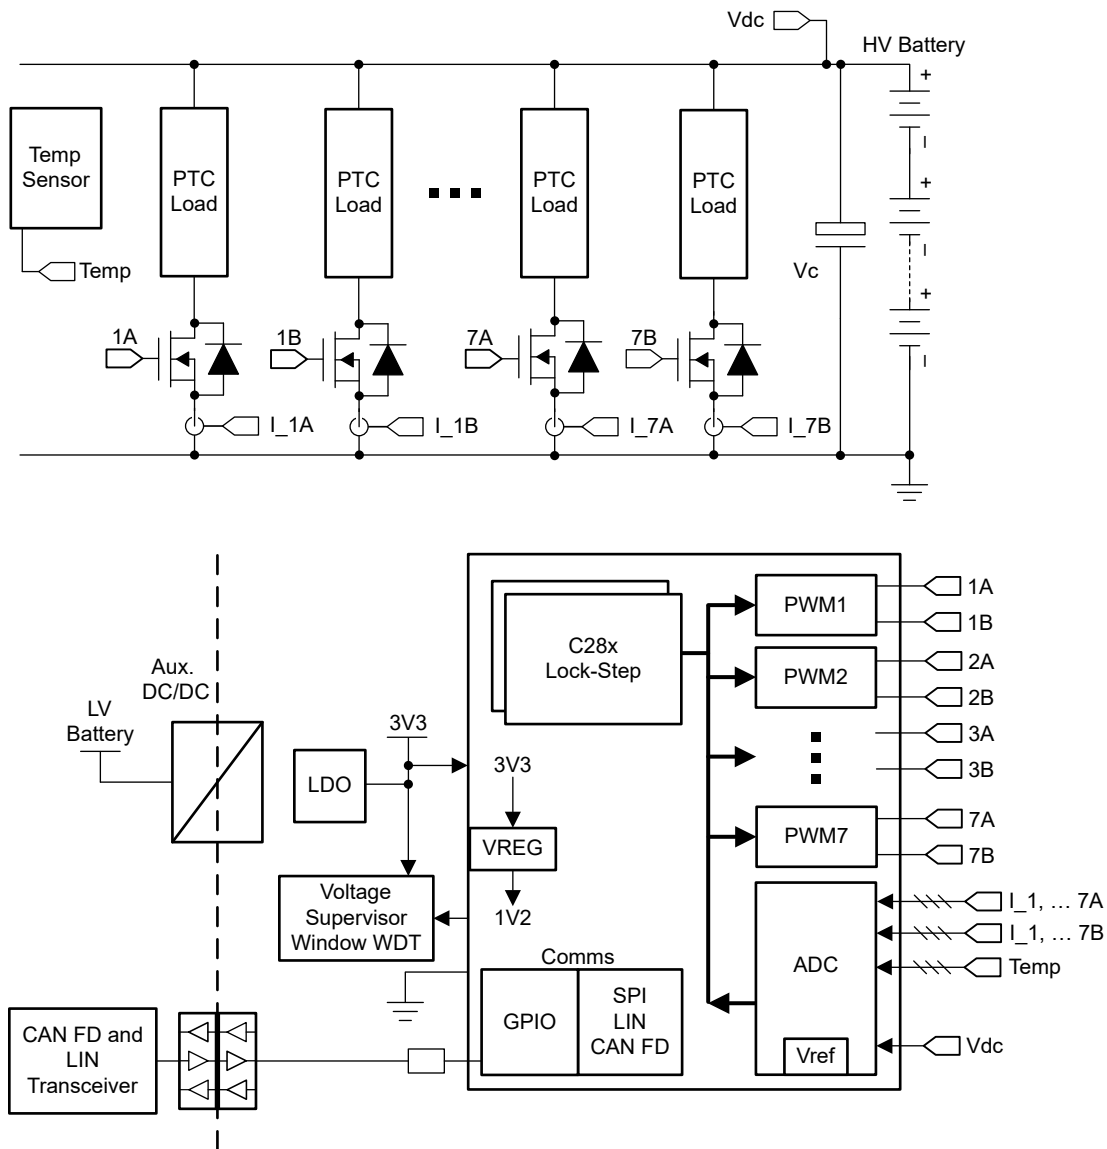 Vdc
HV Battery
+
Temp
Sensor
PTC
Load
PTC
Load
PTC
Load
PTC
Load
+
Temp
Vc
+
1A
1B
7A
7B
I_1A
I_1B
I_7A
I_7B
C28x
Lock-Step
PWM1
1A
1B
PWM2
2A
2B
3A
3B
PWM7
7A
7B
Aux.
DC/DC
LV
Battery
3V3
LDO
3V3
VREG
1V2
Voltage
Supervisor
Window WDT
ADC
I_1, ... 7A
I_1, ... 7B
Temp
Vdc
Vref
Comms
GPIO
SPI
LIN
CAN FD
CAN FD and
LIN
Transceiver